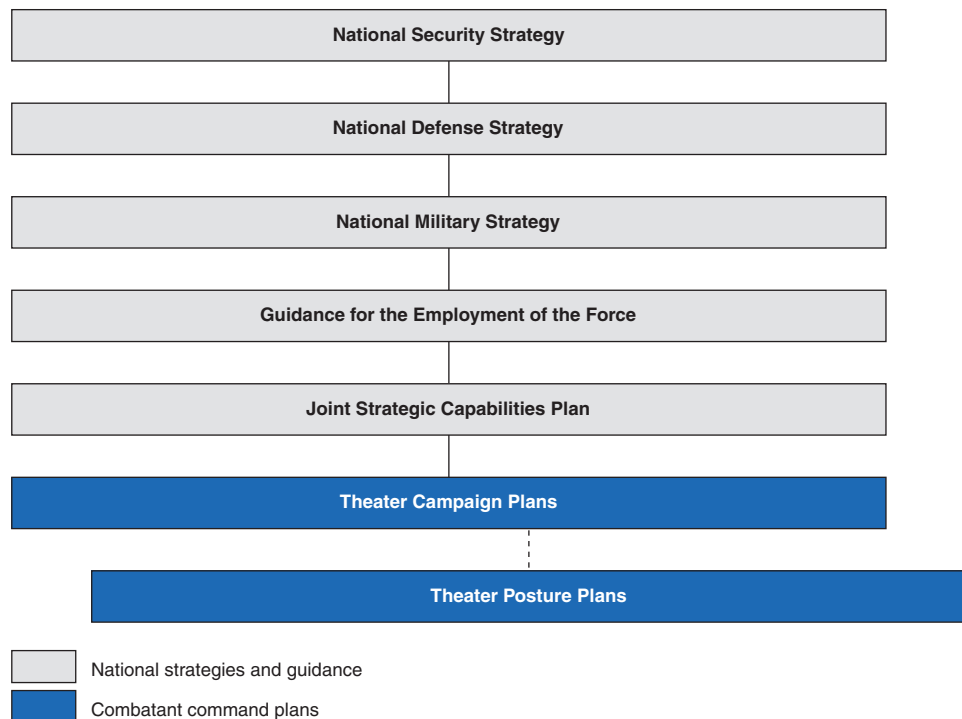 National Security Strategy
National Defense Strategy
National Military Strategy
Guidance for the Employment of the Force
Joint Strategic Capabilities Plan
Theater Campaign Plans
Theater Posture Plans
National strategies and guidance
Combatant command plans